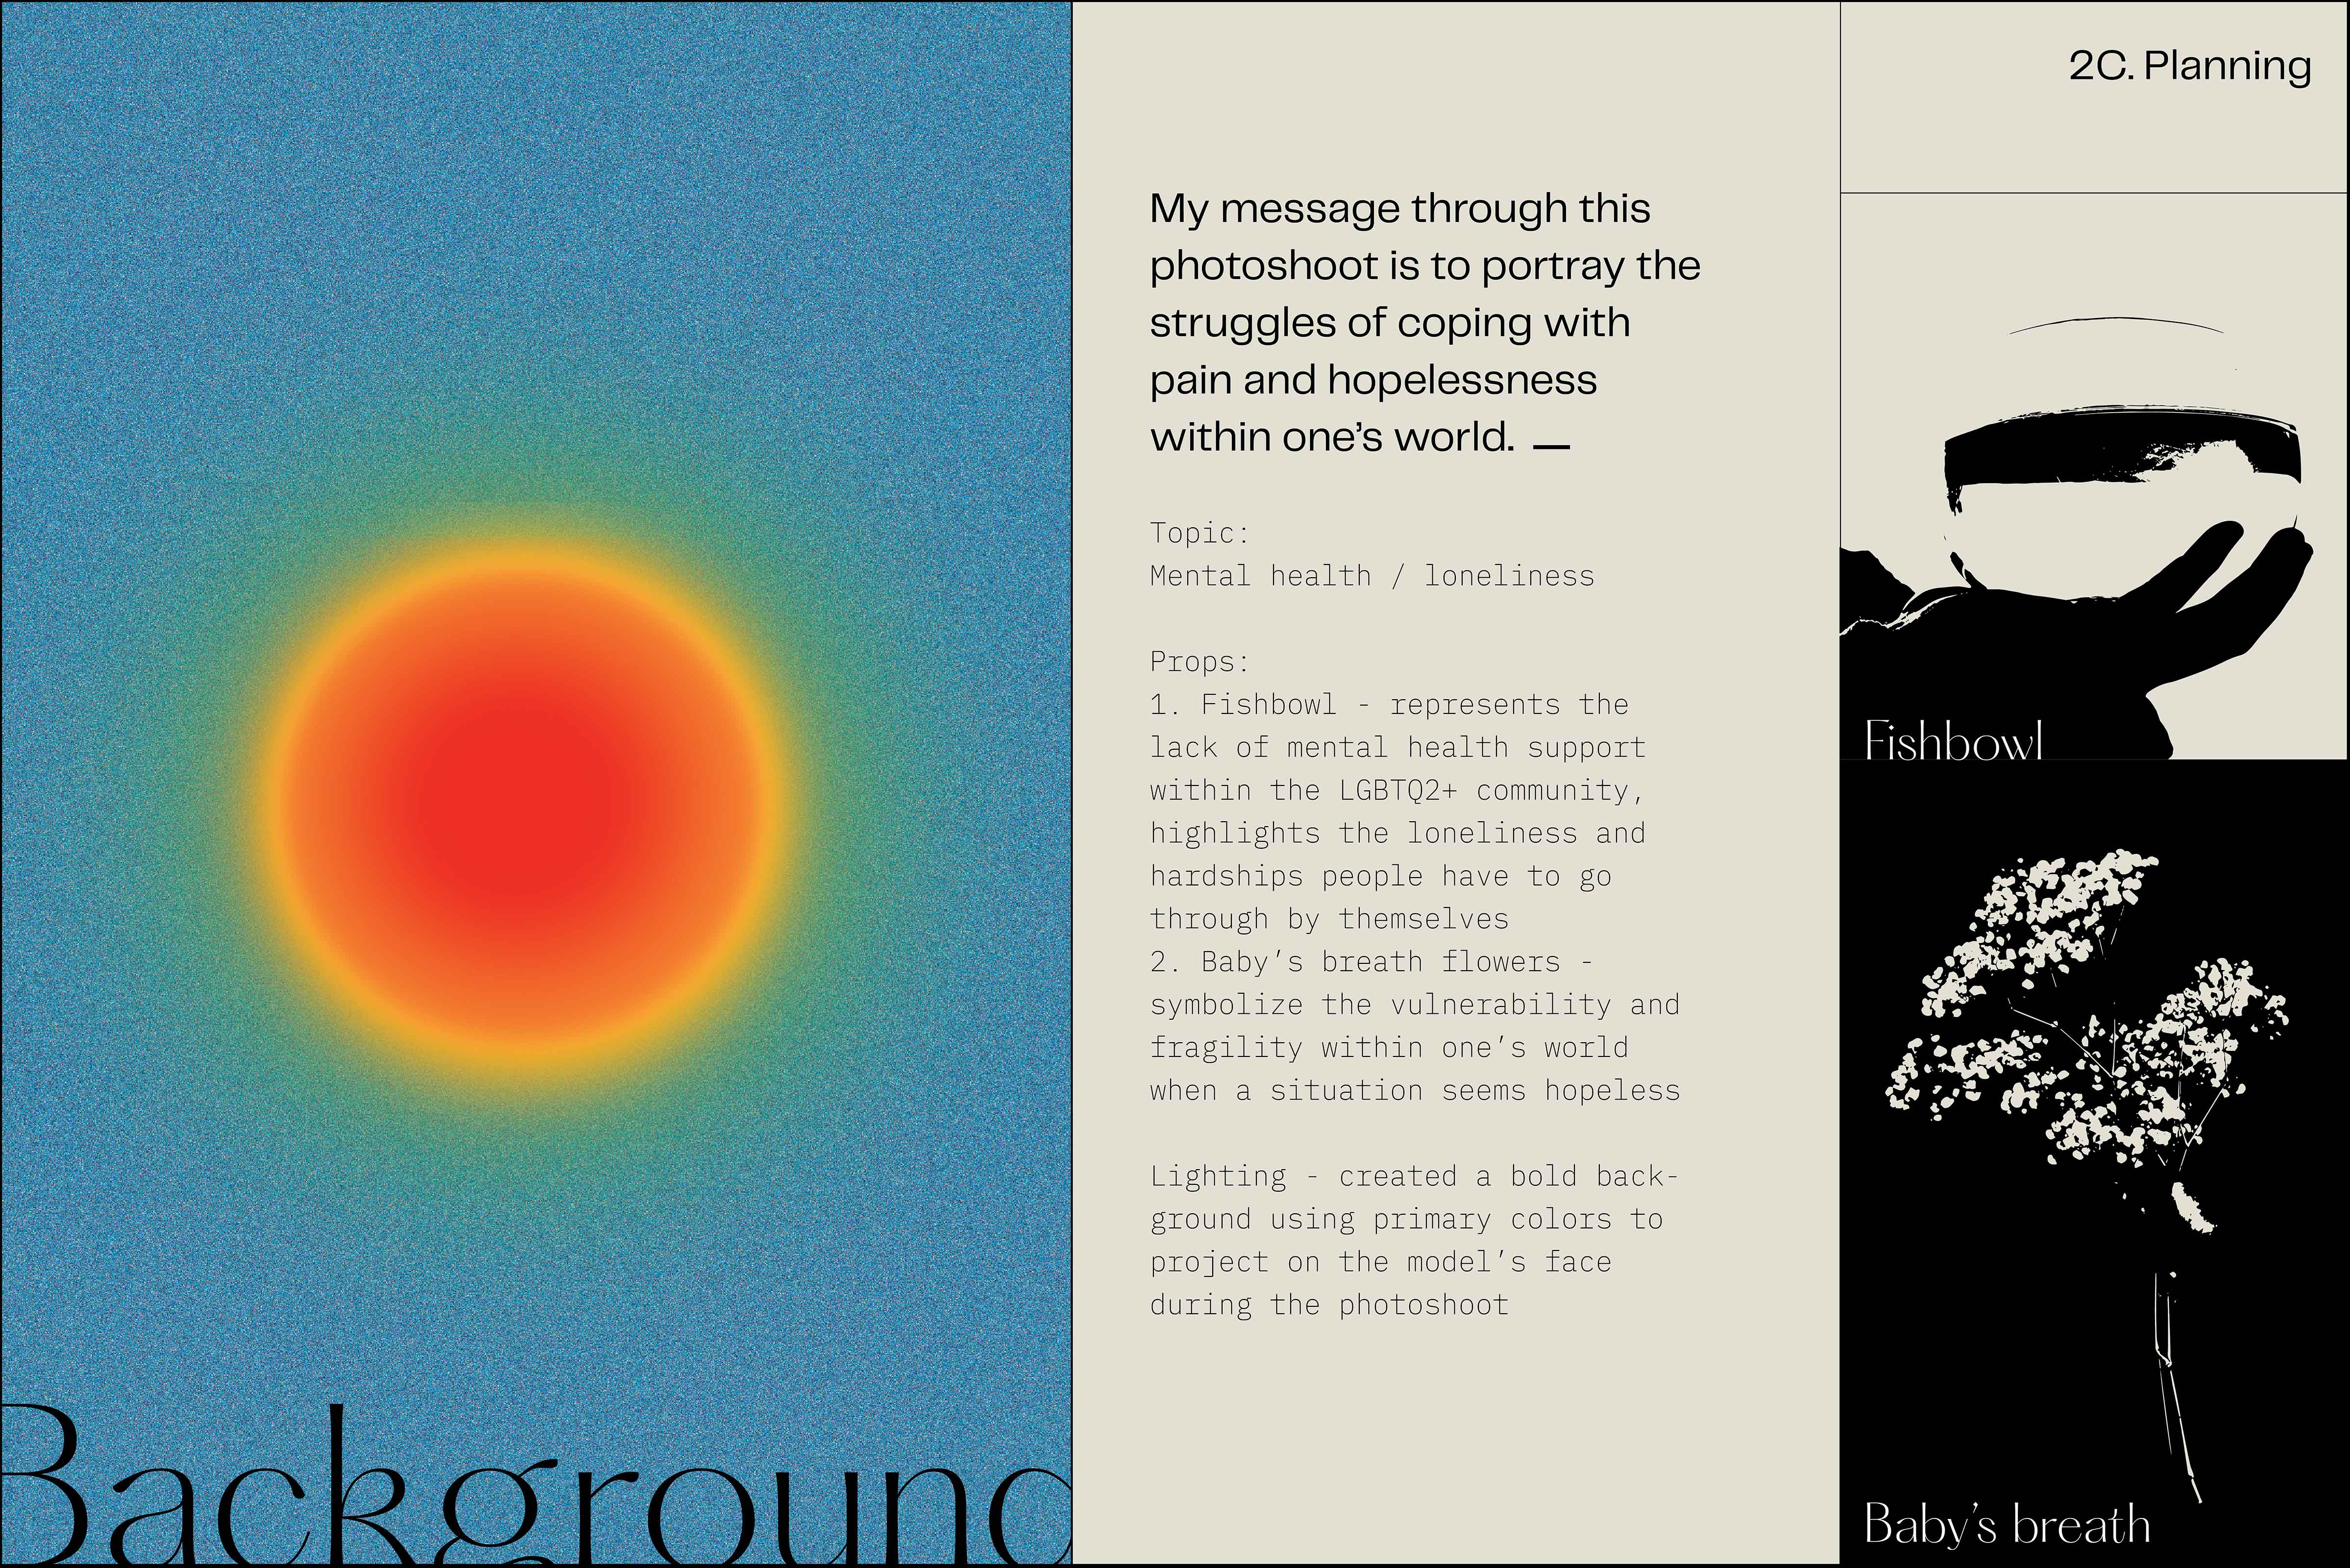 2C. Planning
My message through this
photoshoot is to portray the
struggles of coping with
pain and hopelessness
within one’s world. —
Topic:
Mental health / loneliness
Props:
1. Fishbowl - represents the
lack of mental health support
within the LGBTQ2+ community,
highlights the loneliness and
hardships people have to go
through by themselves
2. Baby’s breath flowers -
symbolize the vulnerability and
fragility within one’s world
when a situation seems hopeless
Lighting - created a bold back-
ground using primary colors to
project on the model’s face
during the photoshoot
Background
Fishbowl
Baby’s breath